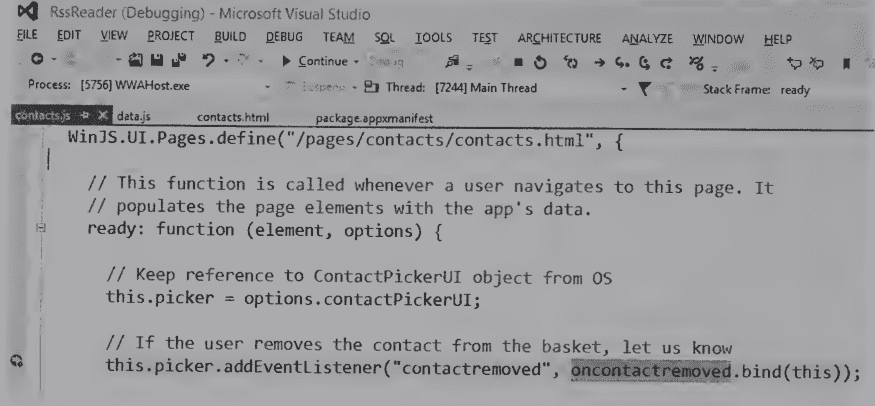 RssReader (Debugging) - Microsoft Visual Studio
FILE EDIT VIEW PROJECT BUILD DEBUG TEAM SQL TOOLS TEST ARCHITECTURE ANALYZE WINDOW HELP
Continue
Process: [5756] WWAHost.exe Thread: [7244] Main Thread Stack Frame: ready
contacts.js data.js contacts.html package.appxmanifest
WinJS.UI.Pages.define("/pages/contacts/contacts.html", {
// This function is called whenever a user navigates to this page. It
// populates the page elements with the app's data.
ready: function (element, options) {
// Keep reference to ContactPickerUI object from OS
this.picker = options.contactPickerUI;
// If the user removes the contact from the basket, let us know
this.picker.addEventListener("contactremoved", oncontactremoved.bind(this));